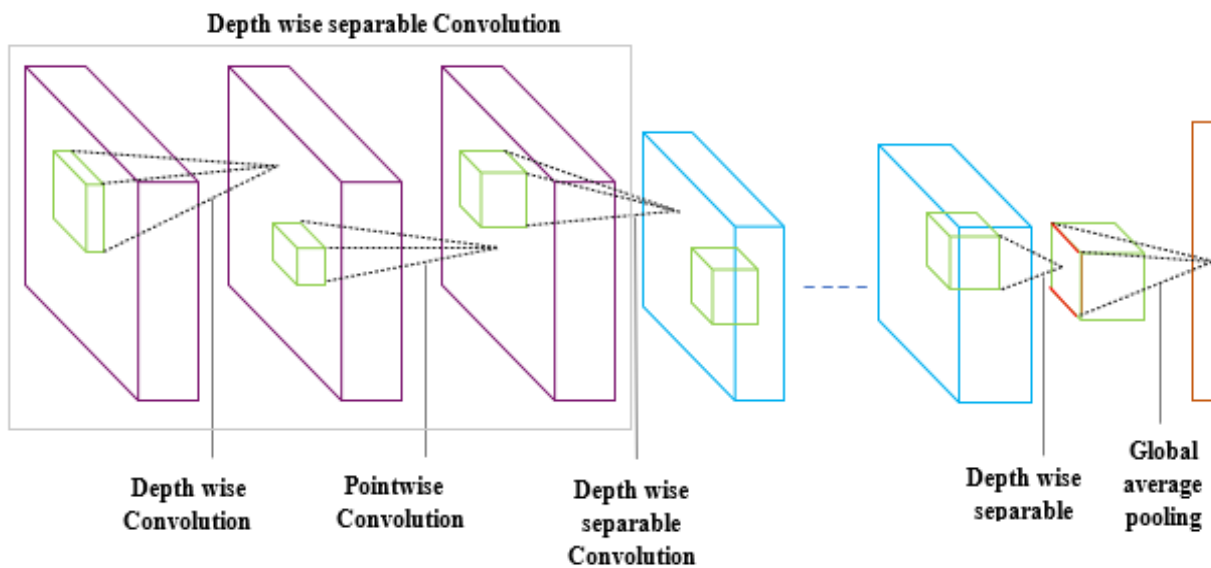 Depth wise separable Convolution
Depth wise
Convolution
Pointwise
Convolution
Depth wise
separable
Convolution
Depth wise
separable
Global
average
pooling